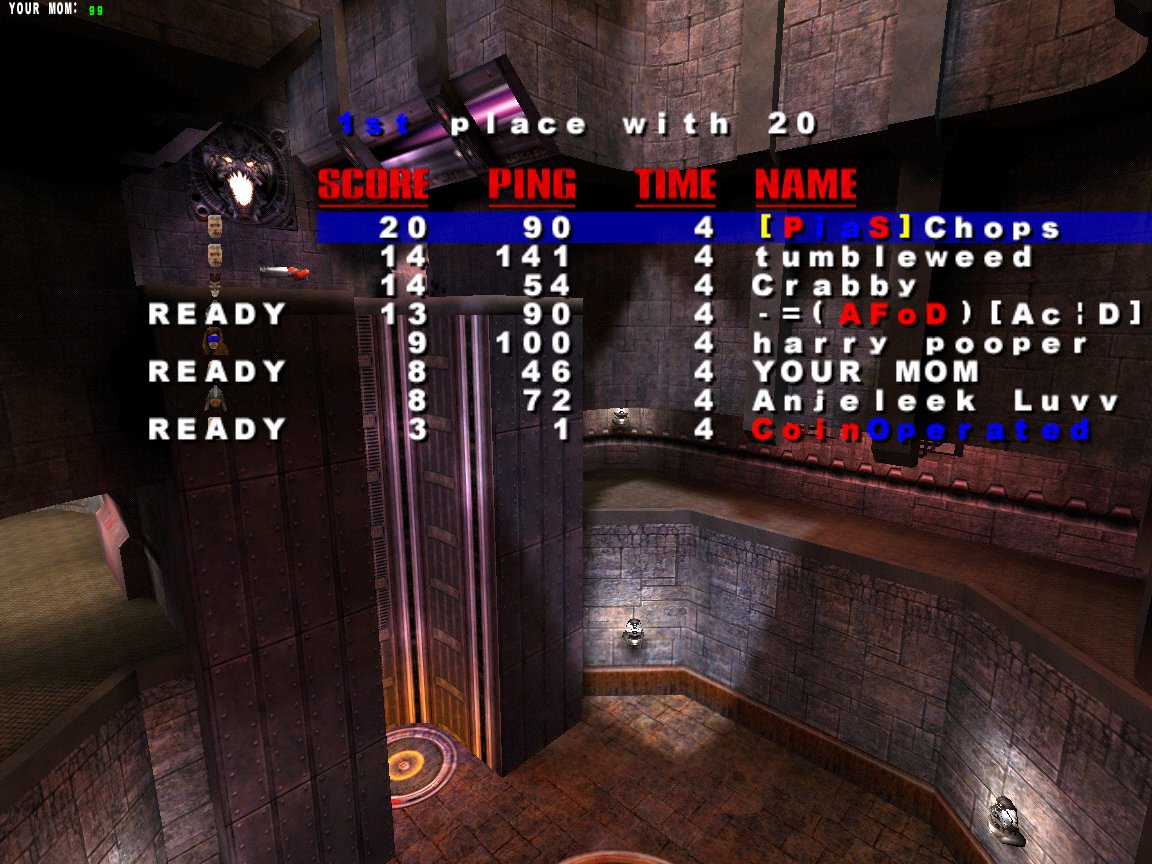 YOUR MOM: gg
1st place with 20
SCORE PING TIME NAME
20 90 4 [PiaS]Chops
14 141 4 tumbleweed
14 54 4 Crabby
READY 13 90 4 -=(AFoD)[Ac¦D]
9 100 4 harry pooper
READY 8 46 4 YOUR MOM
8 72 4 Anjeleek Luvv
READY 3 1 4 CoinOperated